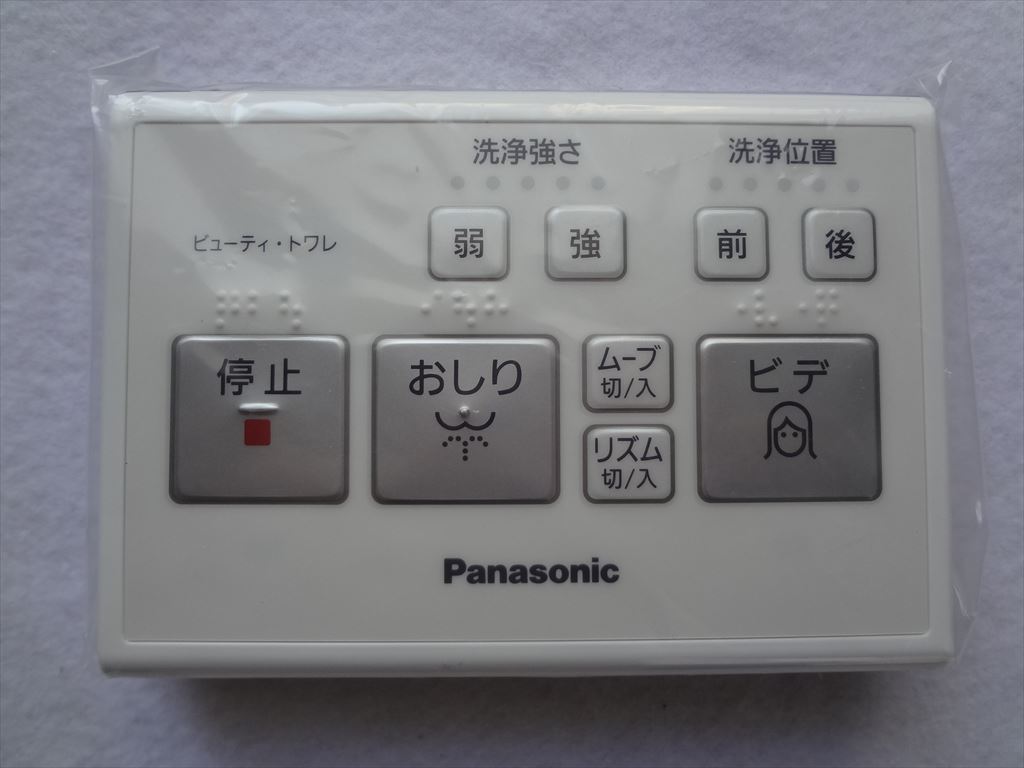 洗浄強さ
洗浄位置
ビューティ・トワレ
弱
強
前
後
停止
おしり
ムーブ
切/入
リズム
切/入
ビデ
Panasonic